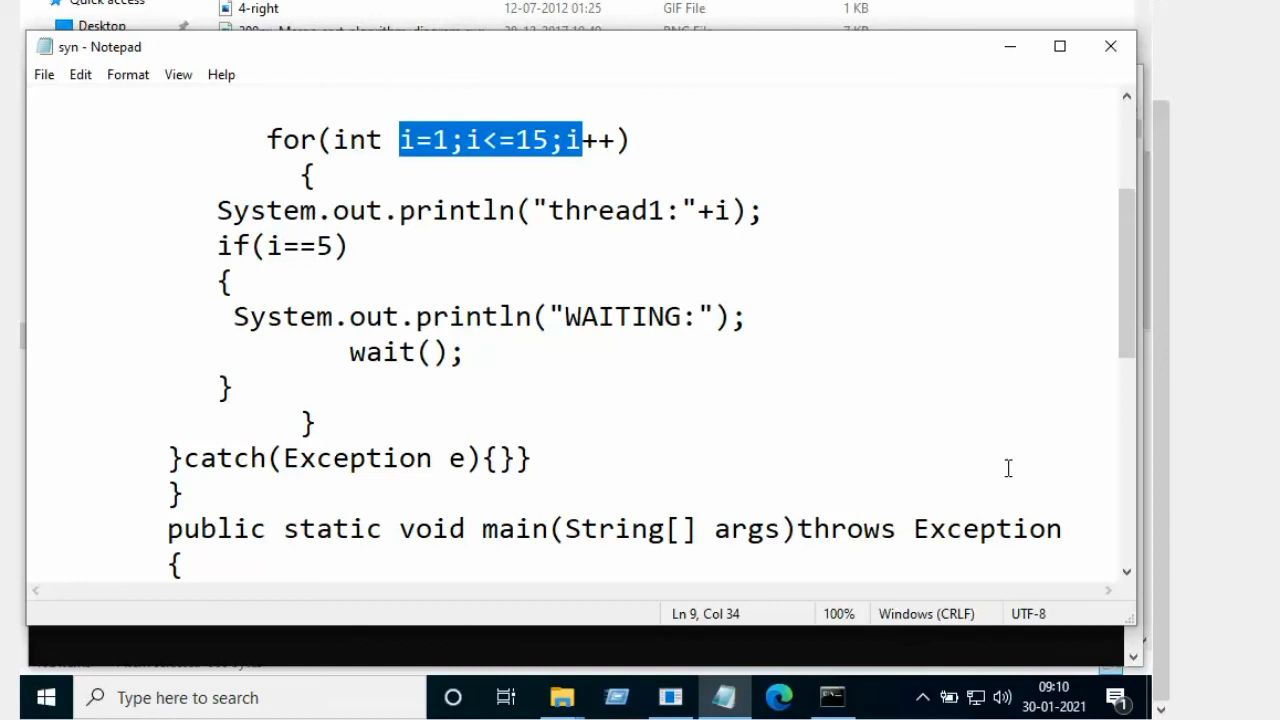 Quick access
4-right 12-07-2012 01:25 GIF File 1 KB
Desktop
syn - Notepad
File Edit Format View Help
for(int i=1;i<=15;i++)
{
System.out.println("thread1:"+i);
if(i==5)
{
System.out.println("WAITING:");
wait();
}
}
}catch(Exception e){}}
}
public static void main(String[] args)throws Exception
{
Ln 9, Col 34 100% Windows (CRLF) UTF-8
Type here to search
09:10
30-01-2021
1